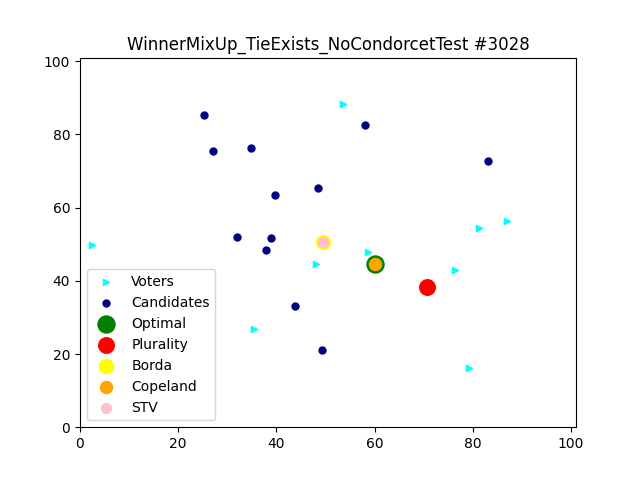 WinnerMixUp_TieExists_NoCondorcetTest #3028
100
80
60
40
20
0
Voters
Candidates
Optimal
Plurality
Borda
Copeland
STV
0 20 40 60 80 100